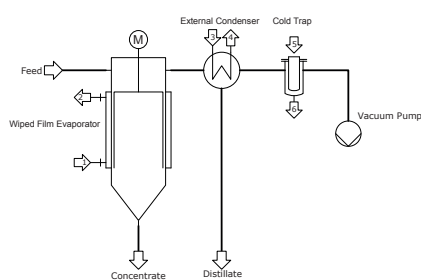 External Condenser
Cold Trap
M
3
4
5
Feed
2
6
Vacuum Pump
Wiped Film Evaporator
1
Concentrate
Distillate